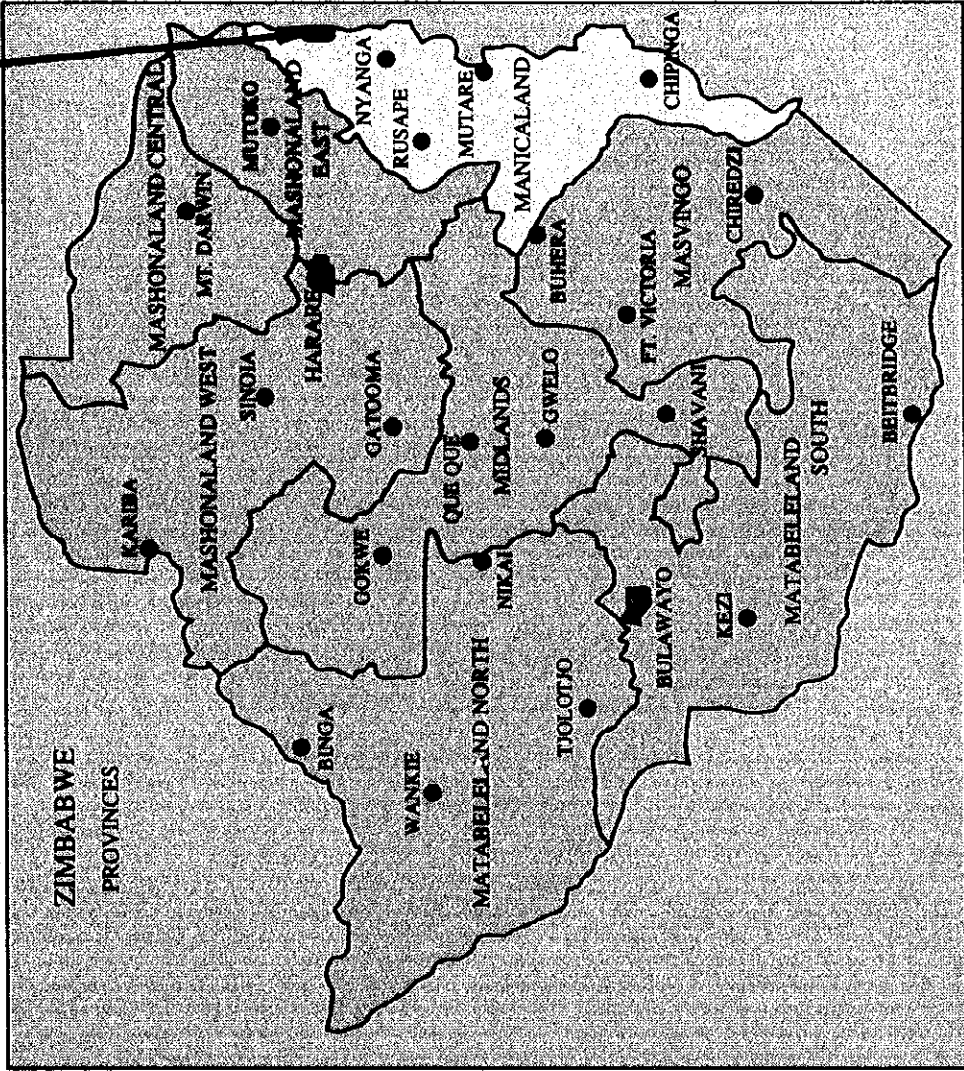 ZIMBABWE
PROVINCES
KARIBA
MASHONALAND CENTRAL
MT. DARWIN
MASHONALAND WEST
SINOIA
MUTOKO
MASHONALAND
EAST
HARARE
BINGA
NYANGA
GOKWE
GATOOMA
RUSAPE
WANKIE
QUE QUE
MUTARE
MATABELELAND NORTH
NIKAI
MIDLANDS
MANICALAND
GWELO
BUHERA
TJOLOTJO
BULAWAYO
FT. VICTORIA
CHIPINGA
MASVINGO
SHAVANI
KEZI
CHIREDZI
MATABELELAND
SOUTH
BEITBRIDGE